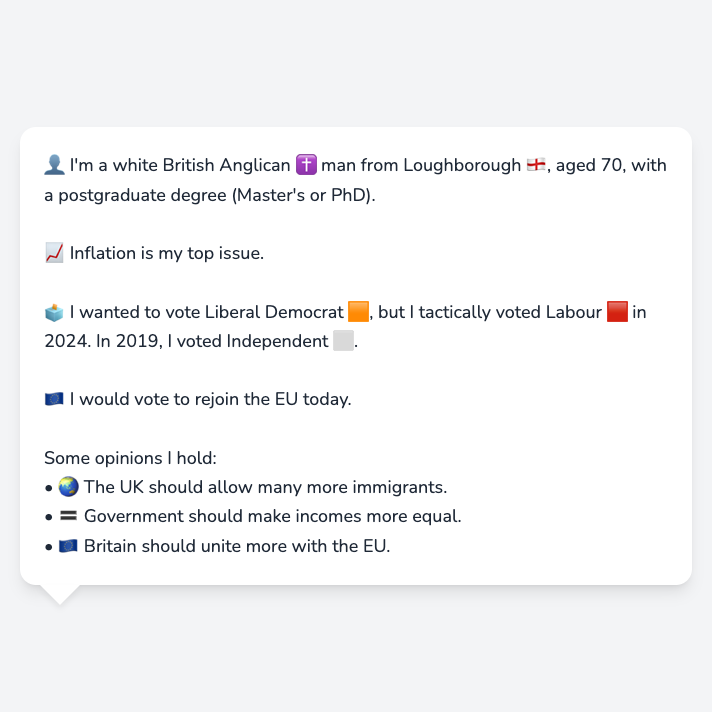 👤 I'm a white British Anglican ✝️ man from Loughborough 🏴󠁧󠁢󠁥󠁮󠁧󠁿, aged 70, with
a postgraduate degree (Master's or PhD).
📈 Inflation is my top issue.
🗳️ I wanted to vote Liberal Democrat 🟧, but I tactically voted Labour 🟥 in
2024. In 2019, I voted Independent ⬜.
🇪🇺 I would vote to rejoin the EU today.
Some opinions I hold:
• 🌏 The UK should allow many more immigrants.
• 🟰 Government should make incomes more equal.
• 🇪🇺 Britain should unite more with the EU.